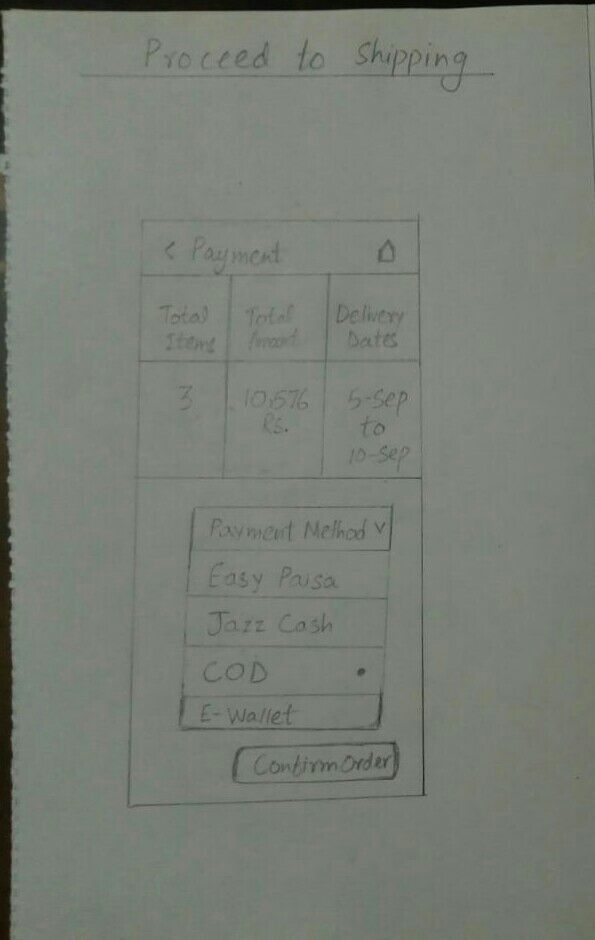 Proceed to Shipping
< Payment
Total Items
Total Amount
Delivery Dates
3
10,576 Rs.
5-Sep to 10-Sep
Payment Method v
Easy Paisa
Jazz Cash
COD •
E-Wallet
Confirm Order